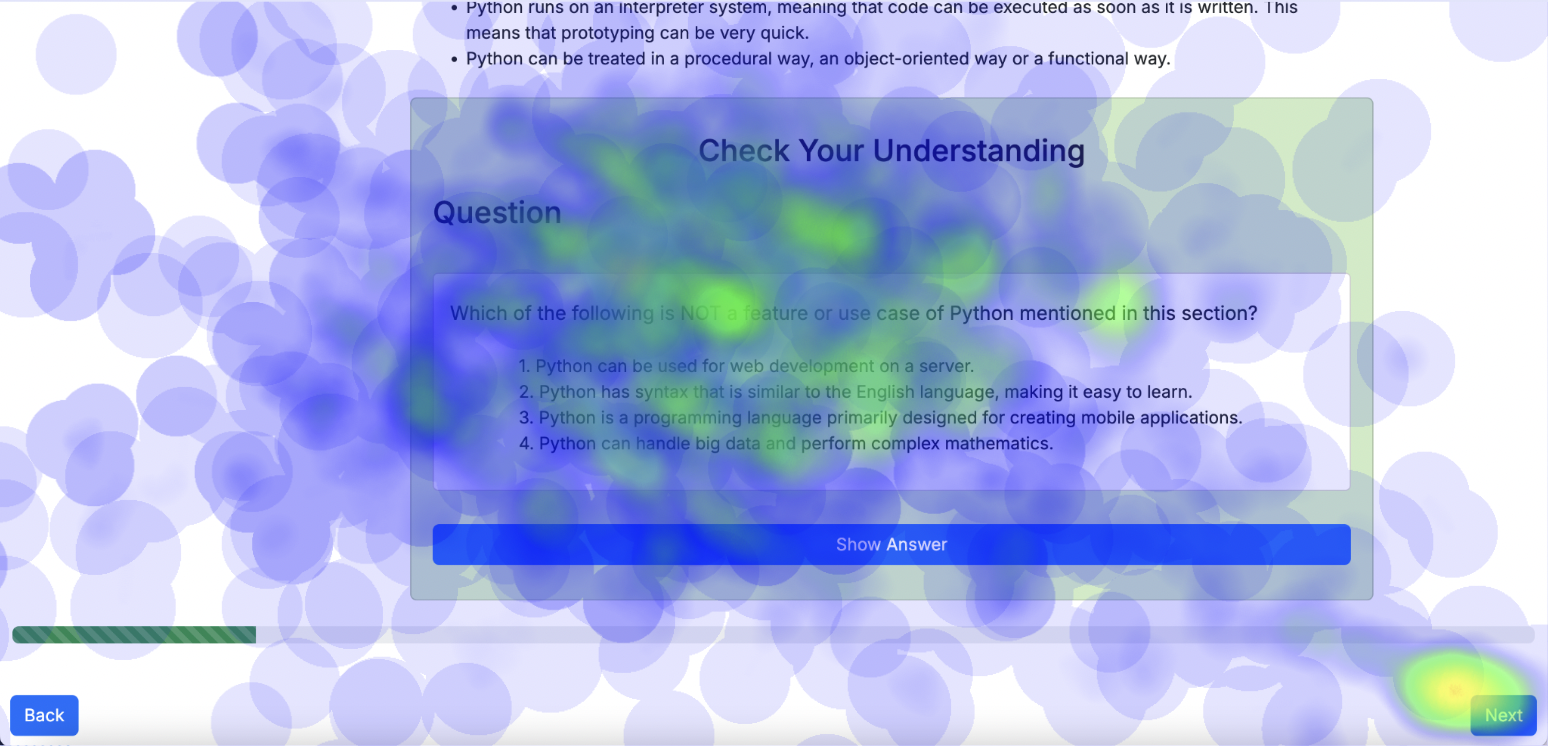 • Python runs on an interpreter system, meaning that code can be executed as soon as it is written. This
means that prototyping can be very quick.
• Python can be treated in a procedural way, an object-oriented way or a functional way.
Check Your Understanding
Question
Which of the following is NOT a feature or use case of Python mentioned in this section?
1. Python can be used for web development on a server.
2. Python has syntax that is similar to the English language, making it easy to learn.
3. Python is a programming language primarily designed for creating mobile applications.
4. Python can handle big data and perform complex mathematics.
Show Answer
Back
Next